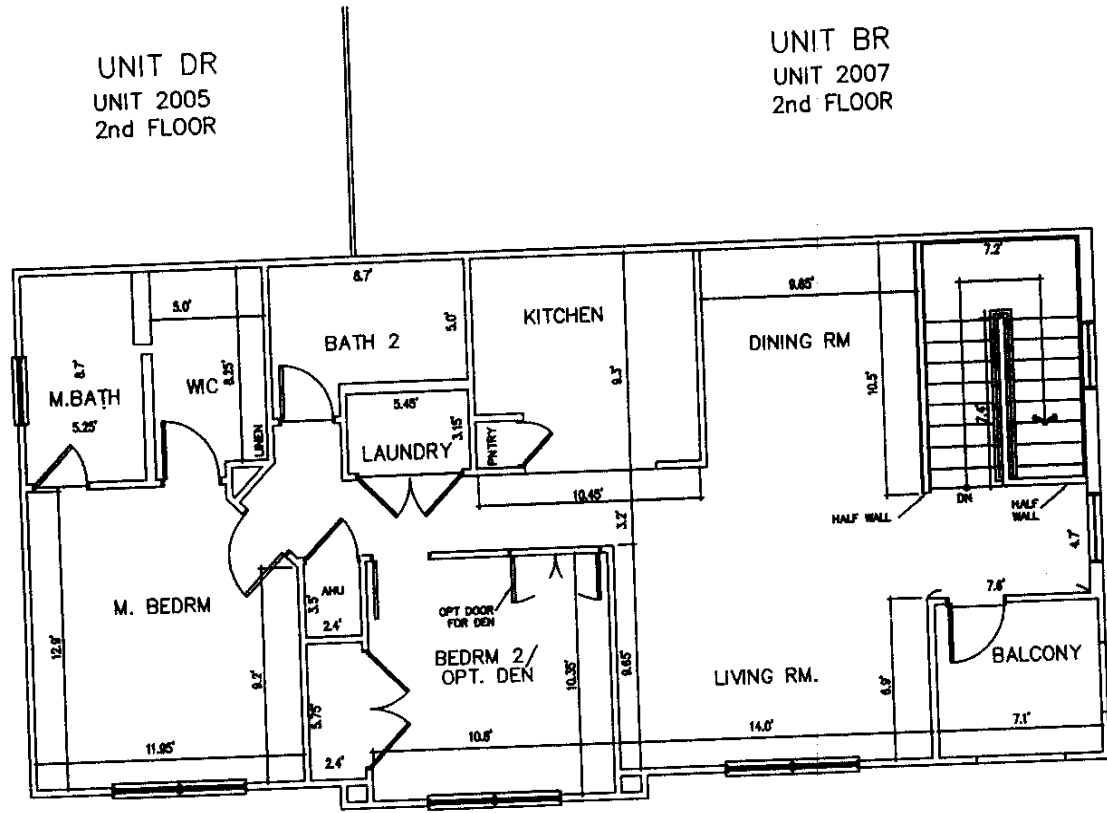 UNIT DR
UNIT 2005
2nd FLOOR
UNIT BR
UNIT 2007
2nd FLOOR
7.2'
8.7'
9.85'
5.0'
5.0'
KITCHEN
DINING RM
BATH 2
8.25'
8.7'
WIC
M.BATH
9.3'
10.5'
7.4'
5.45'
5.25'
3.15'
LINEN
LAUNDRY
PNTRY
10.45'
HALF WALL
DN
HALF
WALL
3.2'
4.7'
M. BEDRM
AHU
3.5'
2.4'
OPT DOOR
FOR DEN
7.6'
12.9'
9.2'
BEDRM 2/
OPT. DEN
10.35'
9.65'
LIVING RM.
6.9'
BALCONY
5.75'
11.95'
2.4'
10.8'
14.0'
7.1'